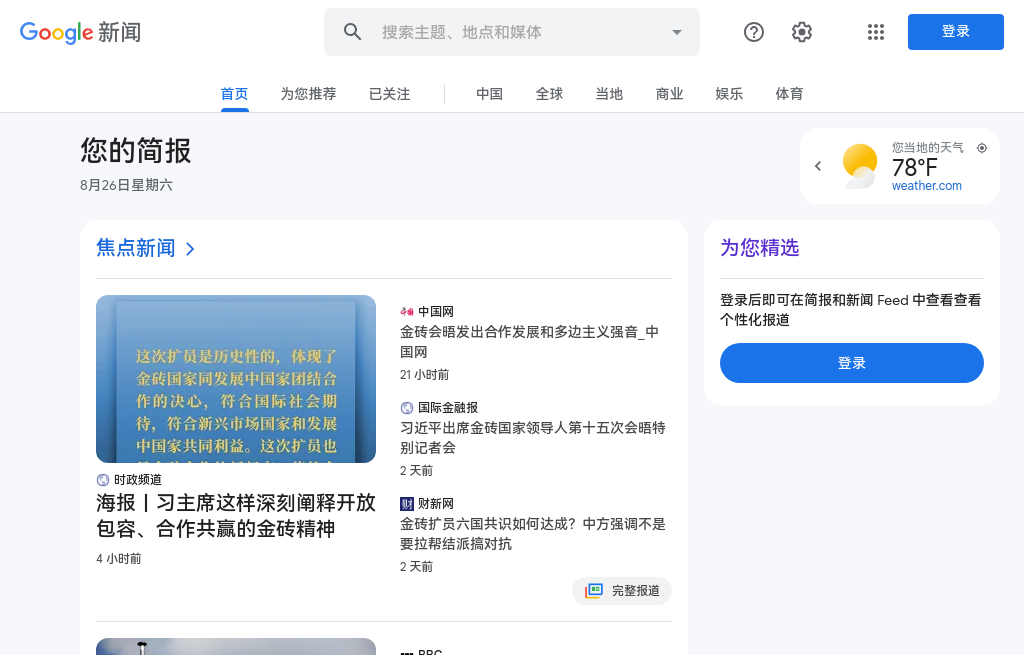 Google 新闻
搜索主题、地点和媒体
登录
首页 为您推荐 已关注 中国 全球 当地 商业 娱乐 体育
您的简报
8月26日星期六
您当地的天气
78°F
weather.com
焦点新闻
这次扩员是历史性的，体现了
金砖国家同发展中国家团结合
作的决心，符合国际社会期
待，符合新兴市场国家和发展
中国家共同利益。这次扩员也
时政频道
海报丨习主席这样深刻阐释开放
包容、合作共赢的金砖精神
4 小时前
中国网
金砖会晤发出合作发展和多边主义强音_中
国网
21 小时前
国际金融报
习近平出席金砖国家领导人第十五次会晤特
别记者会
2 天前
财新网
金砖扩员六国共识如何达成？中方强调不是
要拉帮结派搞对抗
2 天前
完整报道
BBC
为您精选
登录后即可在简报和新闻 Feed 中查看查看
个性化报道
登录